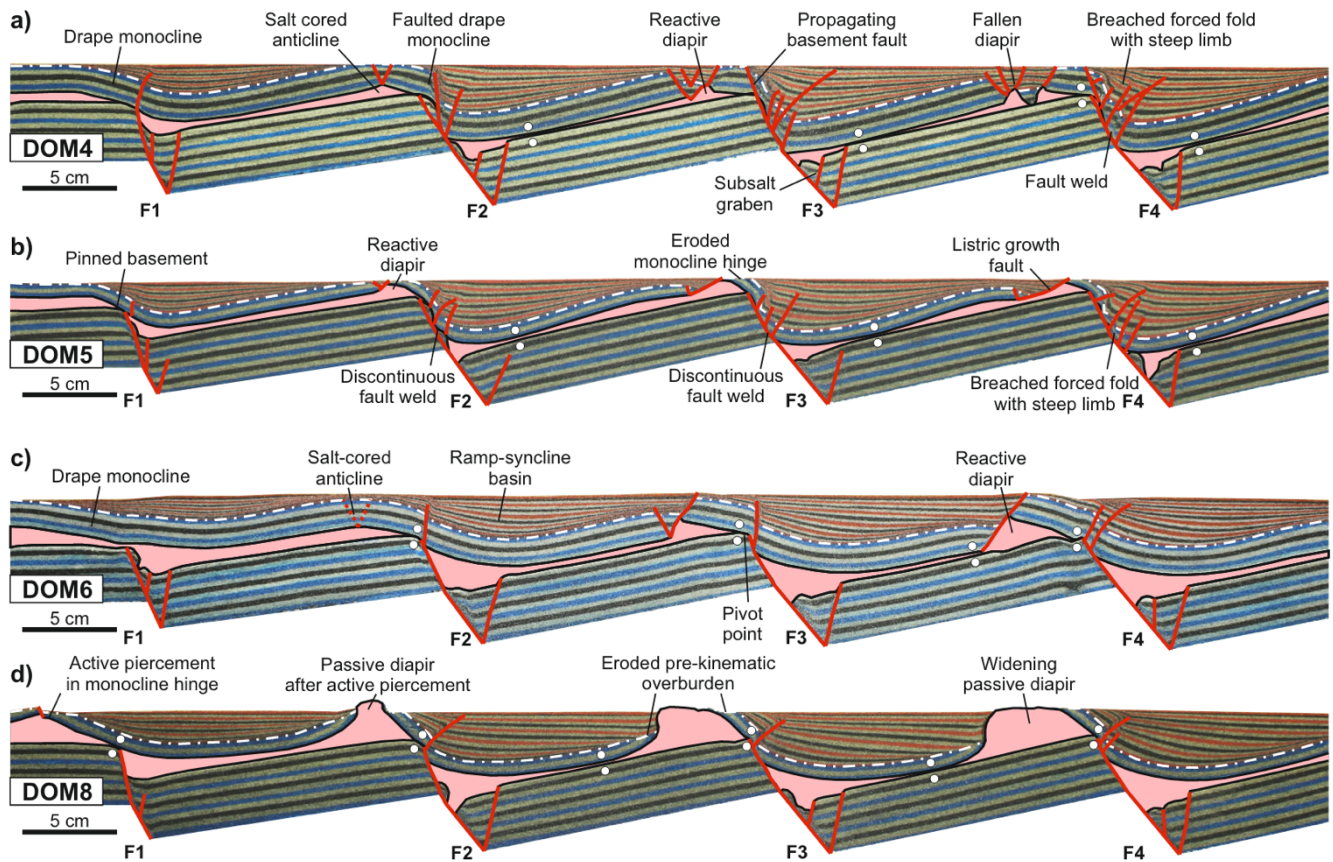 a)
Drape monocline
Salt cored
anticline
Faulted drape
monocline
Reactive
diapir
Propagating
basement fault
Fallen
diapir
Breached forced fold
with steep limb
DOM4
5 cm
Subsalt
graben
Fault weld
F1
F2
F3
F4
b)
Pinned basement
Reactive
diapir
Eroded
monocline hinge
Listric growth
fault
DOM5
5 cm
Discontinuous
fault weld
Discontinuous
fault weld
Breached forced fold
with steep limb
F1
F2
F3
F4
c)
Drape monocline
Salt-cored
anticline
Ramp-syncline
basin
Reactive
diapir
DOM6
5 cm
Pivot
point
F1
F2
F3
F4
d)
Active piercement
in monocline hinge
Passive diapir
after active piercement
Eroded pre-kinematic
overburden
Widening
passive diapir
DOM8
5 cm
F1
F2
F3
F4